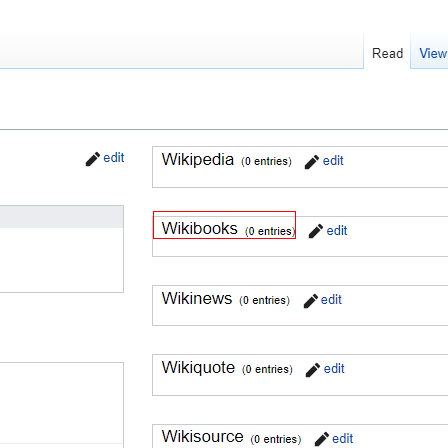 Read View
edit
Wikipedia (0 entries) edit
Wikibooks (0 entries) edit
Wikinews (0 entries) edit
Wikiquote (0 entries) edit
Wikisource (0 entries) edit